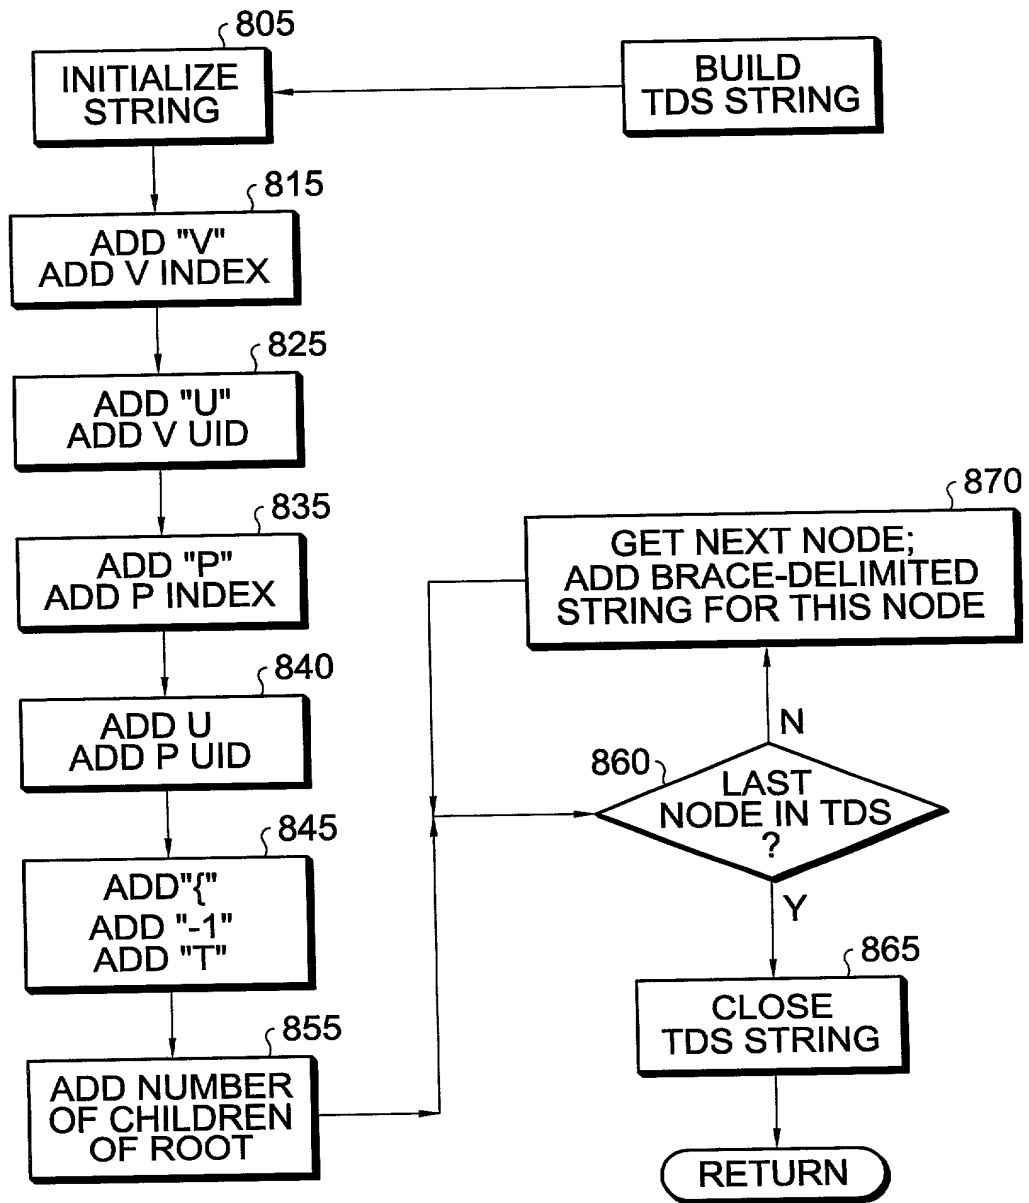 805
INITIALIZE
STRING
BUILD
TDS STRING
815
ADD "V"
ADD V INDEX
825
ADD "U"
ADD V UID
835
ADD "P"
ADD P INDEX
840
ADD U
ADD P UID
845
ADD"{"
ADD "-1"
ADD "T"
855
ADD NUMBER
OF CHILDREN
OF ROOT
870
GET NEXT NODE;
ADD BRACE-DELIMITED
STRING FOR THIS NODE
N
860
LAST
NODE IN TDS
?
Y
865
CLOSE
TDS STRING
RETURN